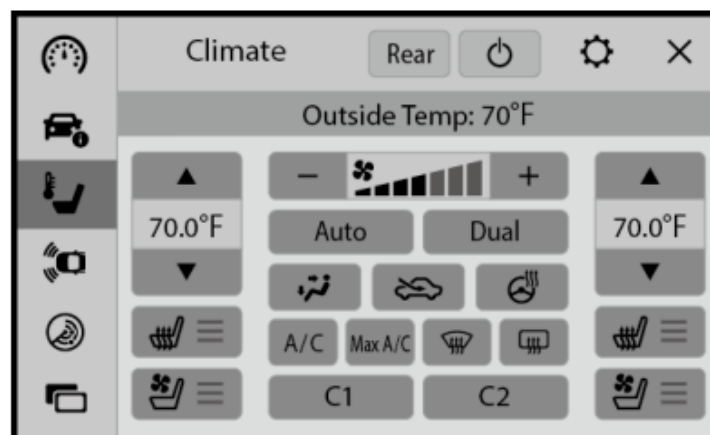 Climate Rear
Outside Temp: 70°F
− +
70.0°F Auto Dual 70.0°F
A/C Max A/C
C1 C2